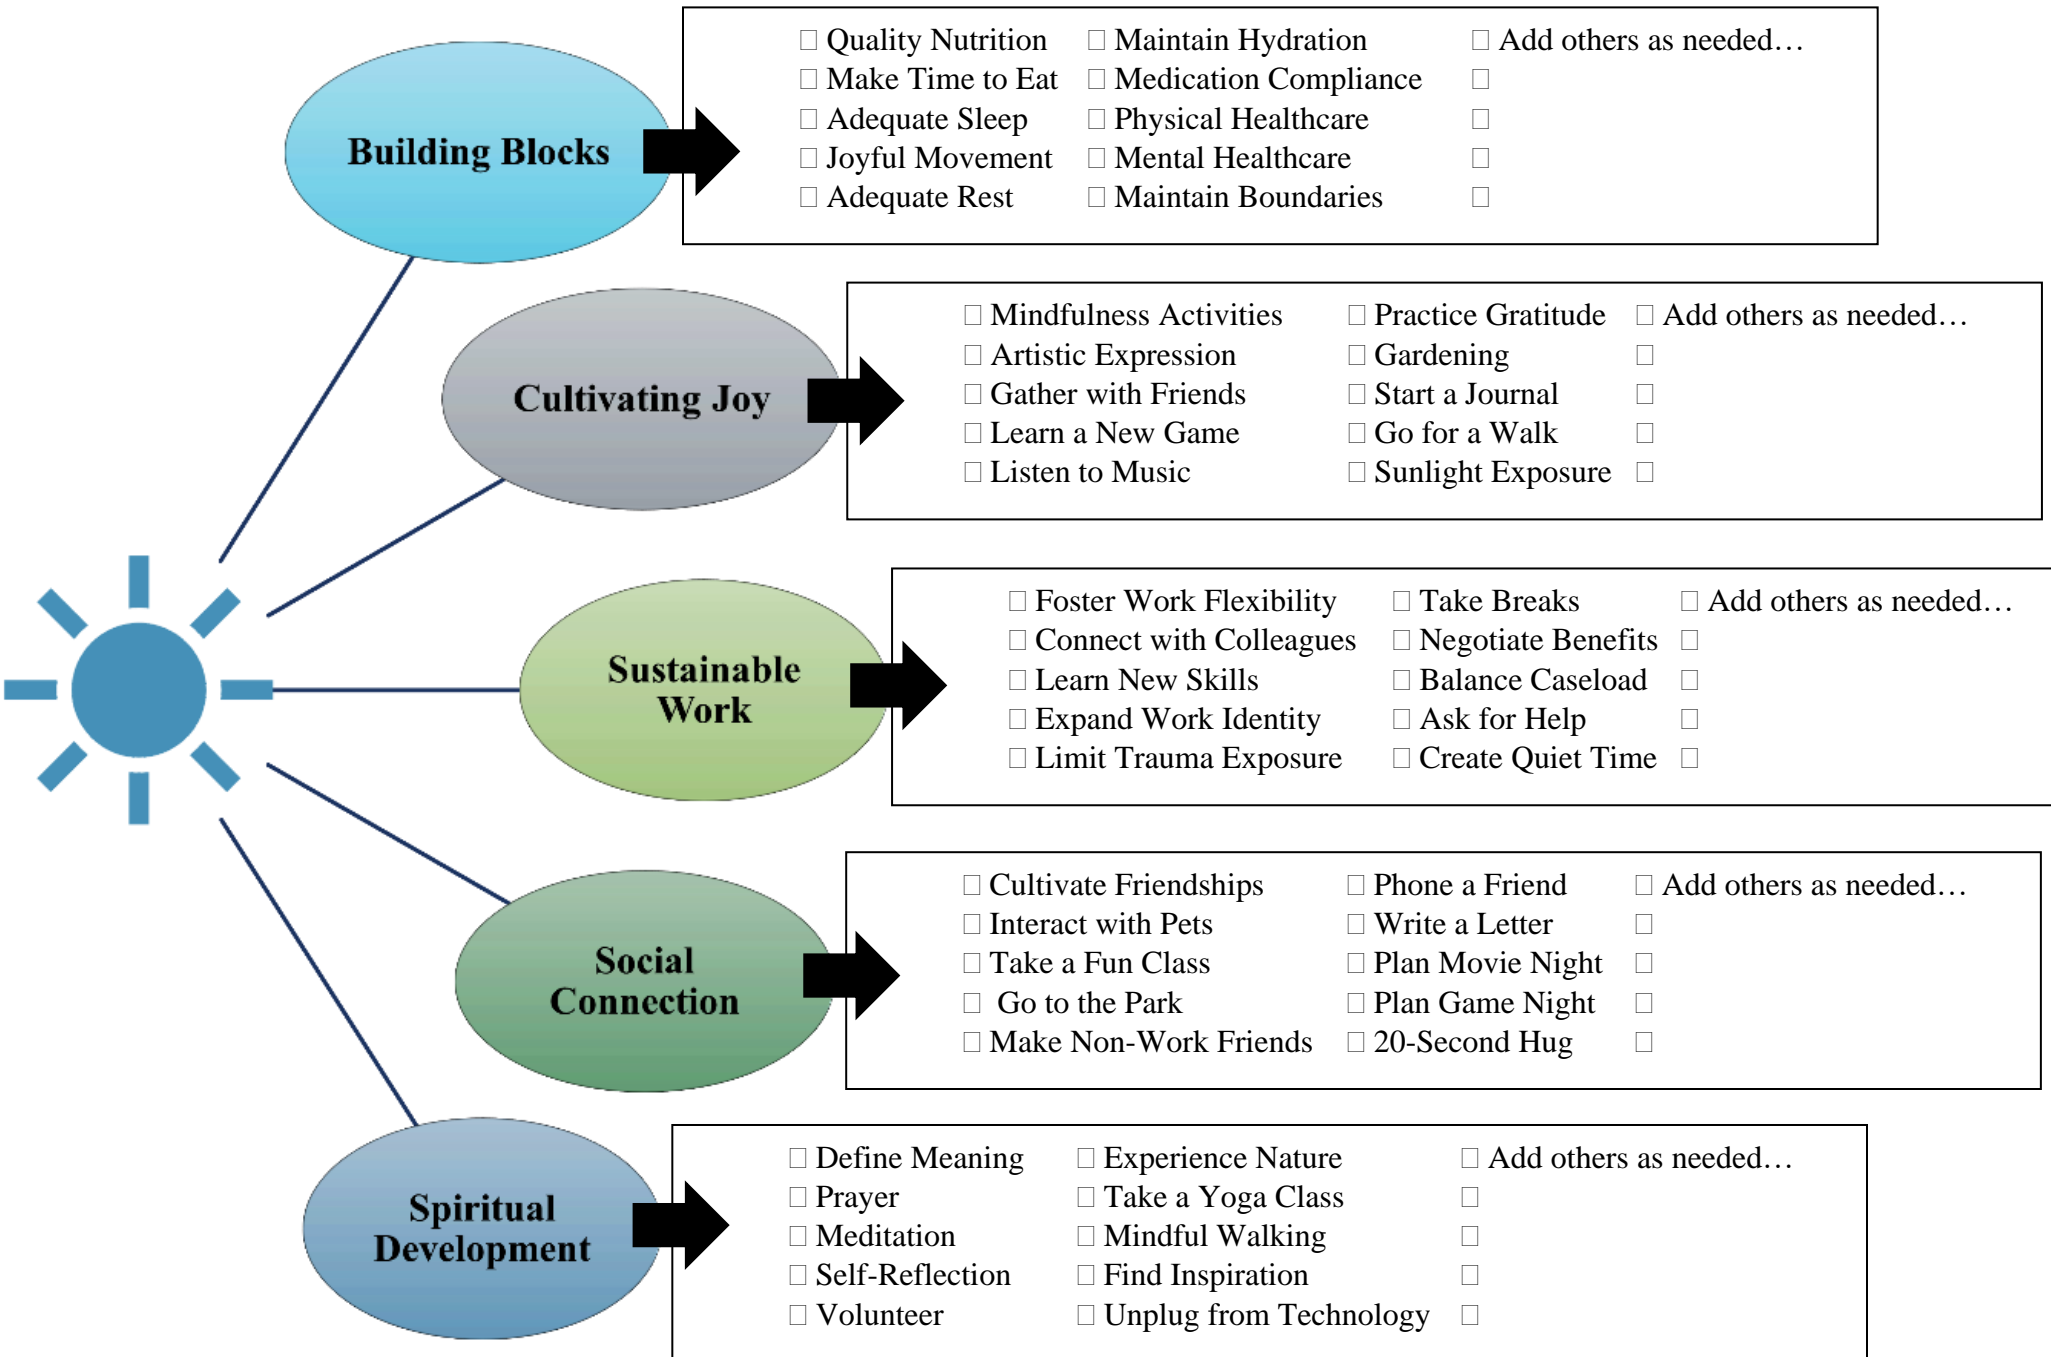 Building Blocks
☐ Quality Nutrition ☐ Maintain Hydration ☐ Add others as needed…
☐ Make Time to Eat ☐ Medication Compliance ☐
☐ Adequate Sleep ☐ Physical Healthcare ☐
☐ Joyful Movement ☐ Mental Healthcare ☐
☐ Adequate Rest ☐ Maintain Boundaries ☐
Cultivating Joy
☐ Mindfulness Activities ☐ Practice Gratitude ☐ Add others as needed…
☐ Artistic Expression ☐ Gardening ☐
☐ Gather with Friends ☐ Start a Journal ☐
☐ Learn a New Game ☐ Go for a Walk ☐
☐ Listen to Music ☐ Sunlight Exposure ☐
Sustainable
Work
☐ Foster Work Flexibility ☐ Take Breaks ☐ Add others as needed…
☐ Connect with Colleagues ☐ Negotiate Benefits ☐
☐ Learn New Skills ☐ Balance Caseload ☐
☐ Expand Work Identity ☐ Ask for Help ☐
☐ Limit Trauma Exposure ☐ Create Quiet Time ☐
Social
Connection
☐ Cultivate Friendships ☐ Phone a Friend ☐ Add others as needed…
☐ Interact with Pets ☐ Write a Letter ☐
☐ Take a Fun Class ☐ Plan Movie Night ☐
☐ Go to the Park ☐ Plan Game Night ☐
☐ Make Non-Work Friends ☐ 20-Second Hug ☐
Spiritual
Development
☐ Define Meaning ☐ Experience Nature ☐ Add others as needed…
☐ Prayer ☐ Take a Yoga Class ☐
☐ Meditation ☐ Mindful Walking ☐
☐ Self-Reflection ☐ Find Inspiration ☐
☐ Volunteer ☐ Unplug from Technology ☐